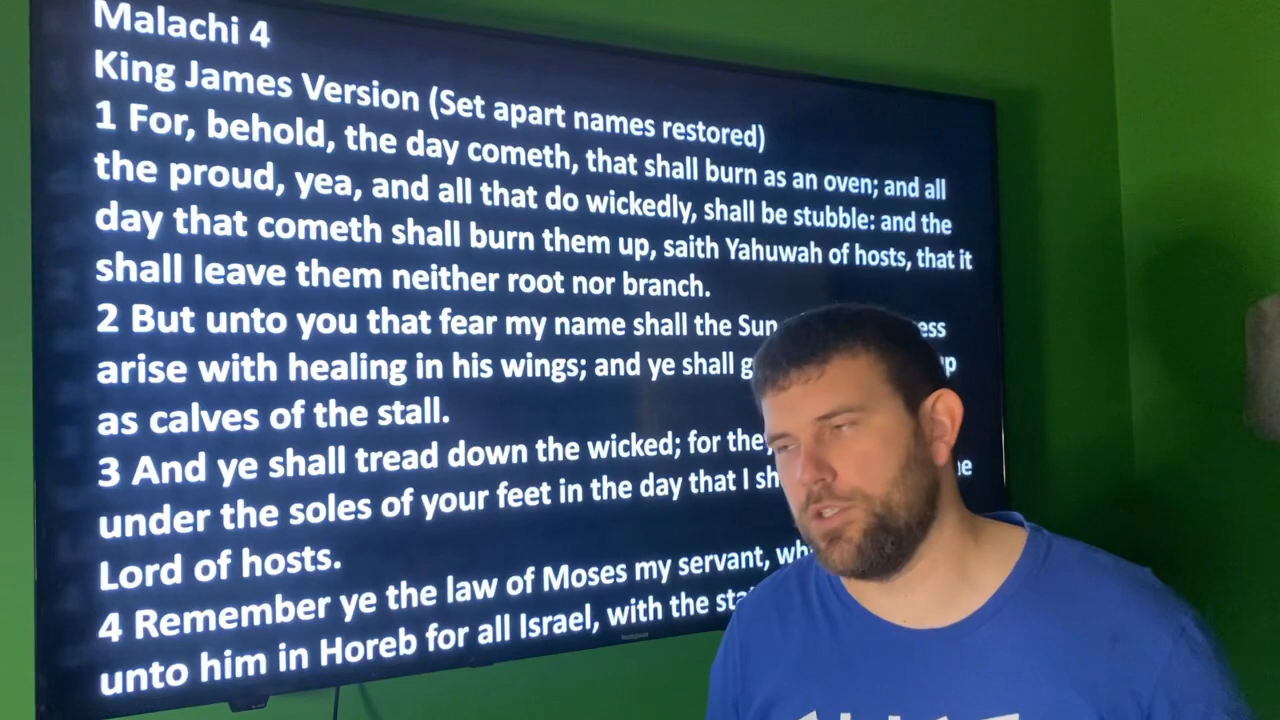 Malachi 4
King James Version (Set apart names restored)
1 For, behold, the day cometh, that shall burn as an oven; and all
the proud, yea, and all that do wickedly, shall be stubble: and the
day that cometh shall burn them up, saith Yahuwah of hosts, that it
shall leave them neither root nor branch.
2 But unto you that fear my name shall the Sun ess
arise with healing in his wings; and ye shall g p
as calves of the stall.
3 And ye shall tread down the wicked; for they
under the soles of your feet in the day that I sh
Lord of hosts.
4 Remember ye the law of Moses my servant, wh
unto him in Horeb for all Israel, with the sta